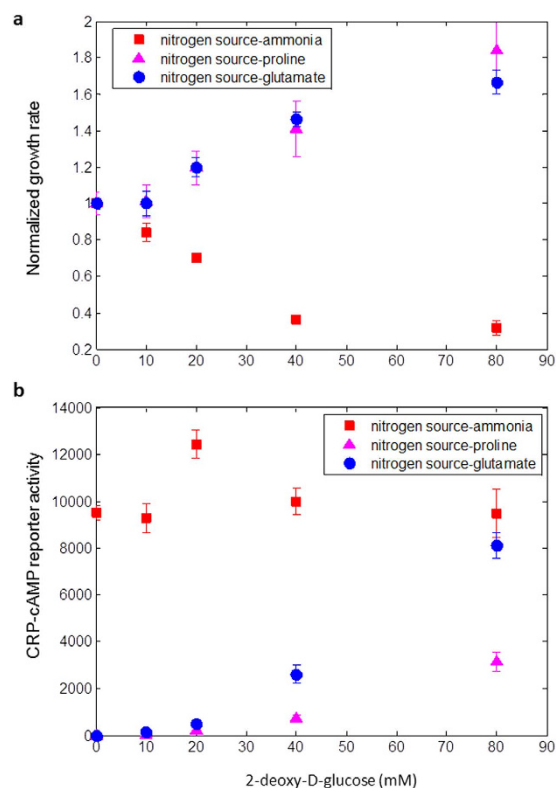 a
2
1.8
1.6
1.4
1.2
1
0.8
0.6
0.4
0.2
Normalized growth rate
nitrogen source-ammonia
nitrogen source-proline
nitrogen source-glutamate
0 10 20 30 40 50 60 70 80 90
b
14000
12000
10000
8000
6000
4000
2000
0
CRP-cAMP reporter activity
nitrogen source-ammonia
nitrogen source-proline
nitrogen source-glutamate
0 10 20 30 40 50 60 70 80 90
2-deoxy-D-glucose (mM)